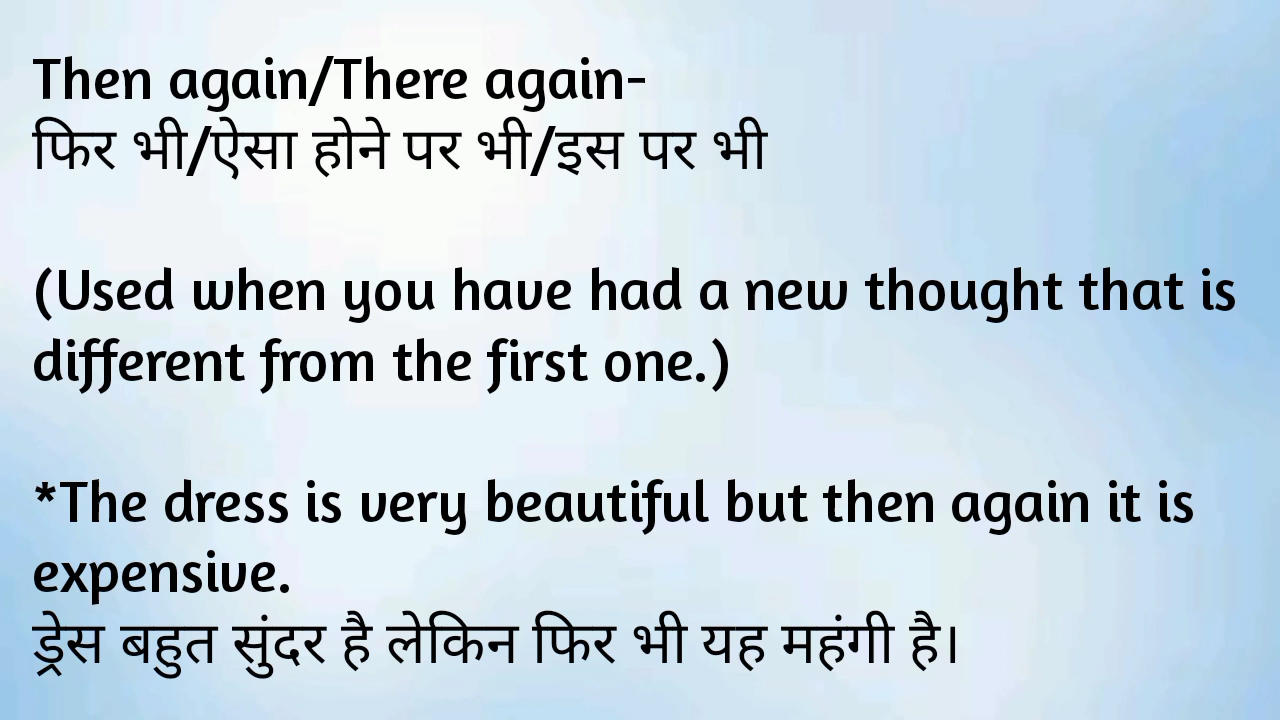 Then again/There again-
फिर भी/ऐसा होने पर भी/इस पर भी
(Used when you have had a new thought that is
different from the first one.)
*The dress is very beautiful but then again it is
expensive.
ड्रेस बहुत सुंदर है लेकिन फिर भी यह महंगी है।